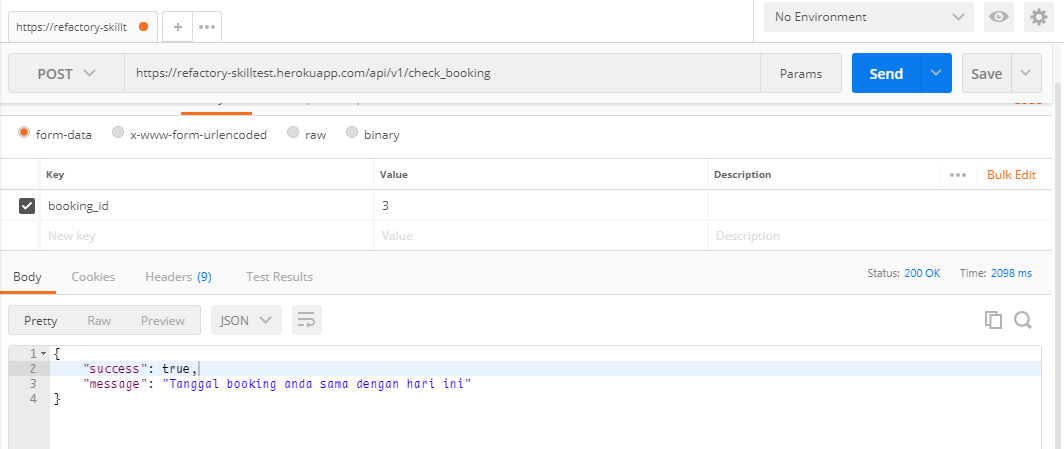 https://refactory-skillt
+
•••
No Environment
POST
https://refactory-skilltest.herokuapp.com/api/v1/check_booking
Params
Send
Save
form-data
x-www-form-urlencoded
raw
binary
Key
Value
Description
•••
Bulk Edit
booking_id
3
New key
Value
Description
Body
Cookies
Headers (9)
Test Results
Status: 200 OK
Time: 2098 ms
Pretty
Raw
Preview
JSON
1 {
2 "success": true,
3 "message": "Tanggal booking anda sama dengan hari ini"
4 }